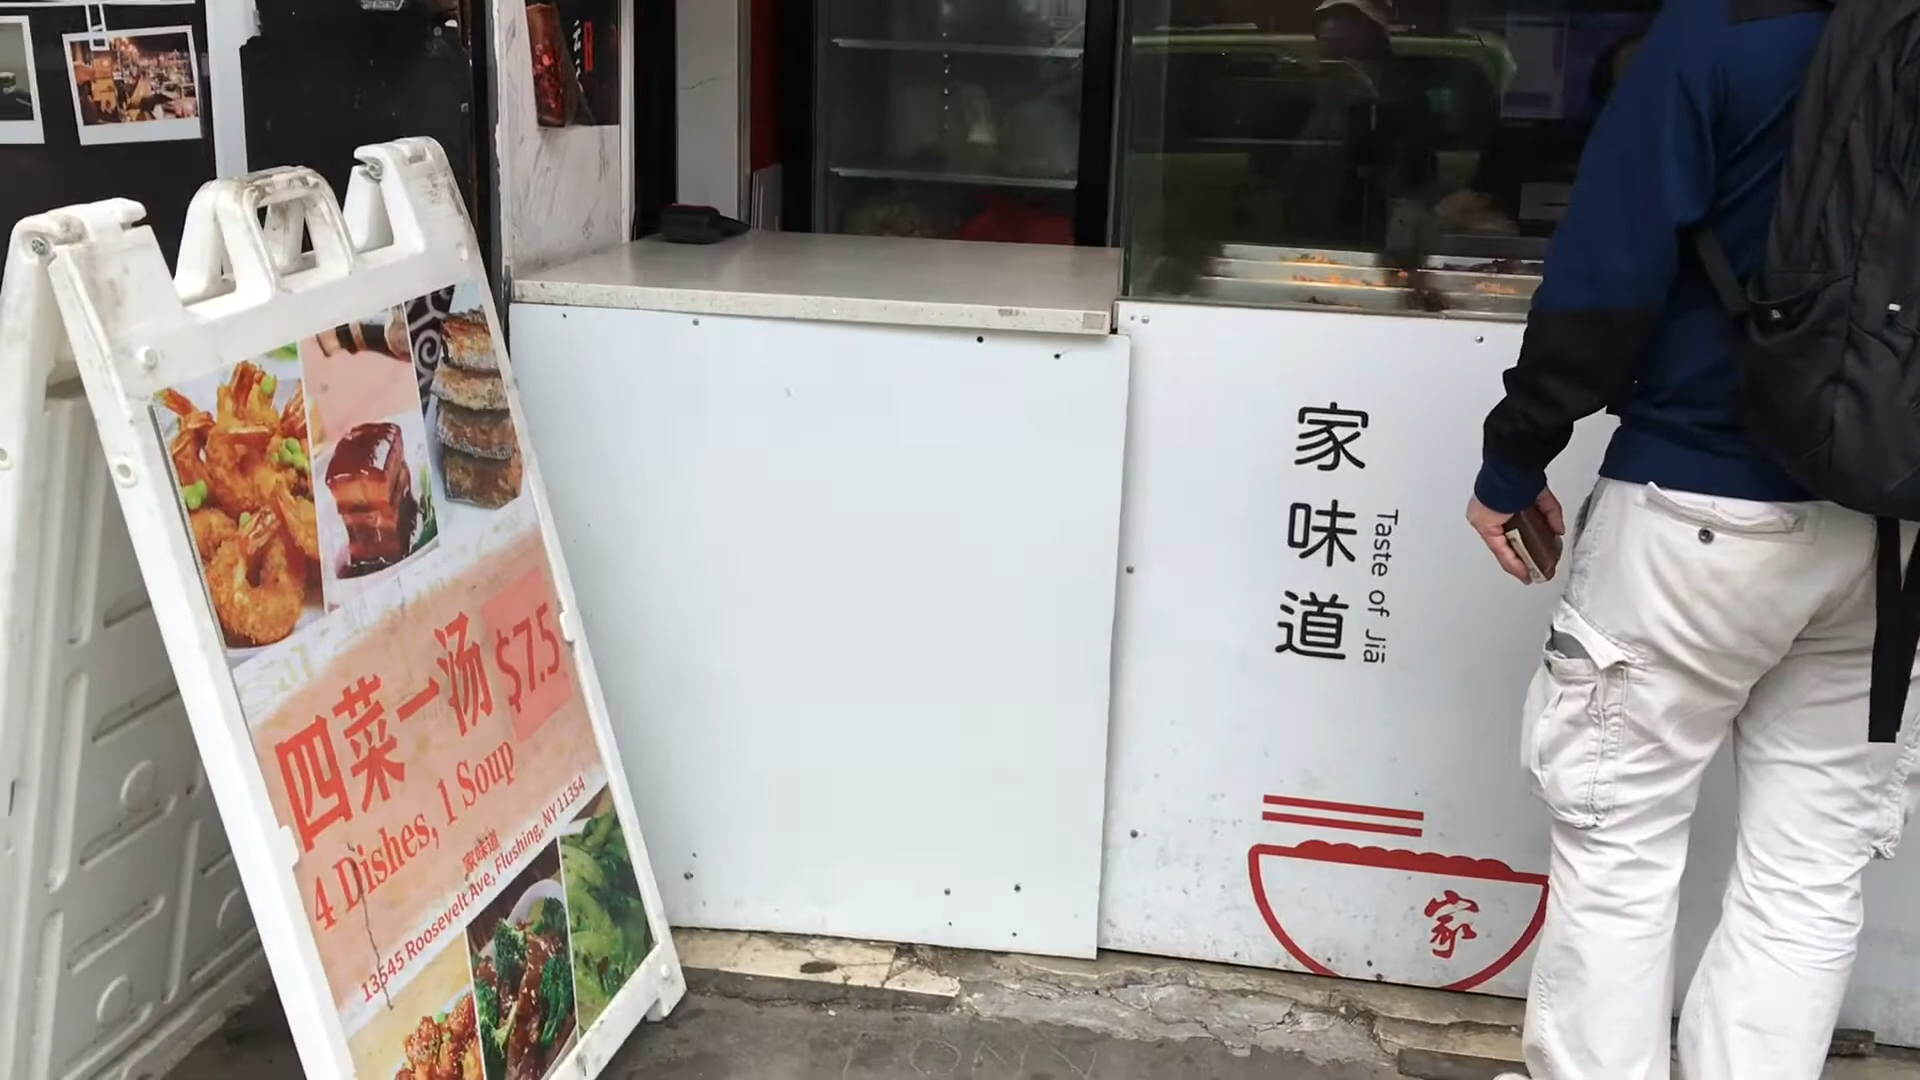 四菜一汤 $7.5
4 Dishes, 1 Soup
家味道
13545 Roosevelt Ave, Flushing, NY 11354
家味道
Taste of Jiā
家